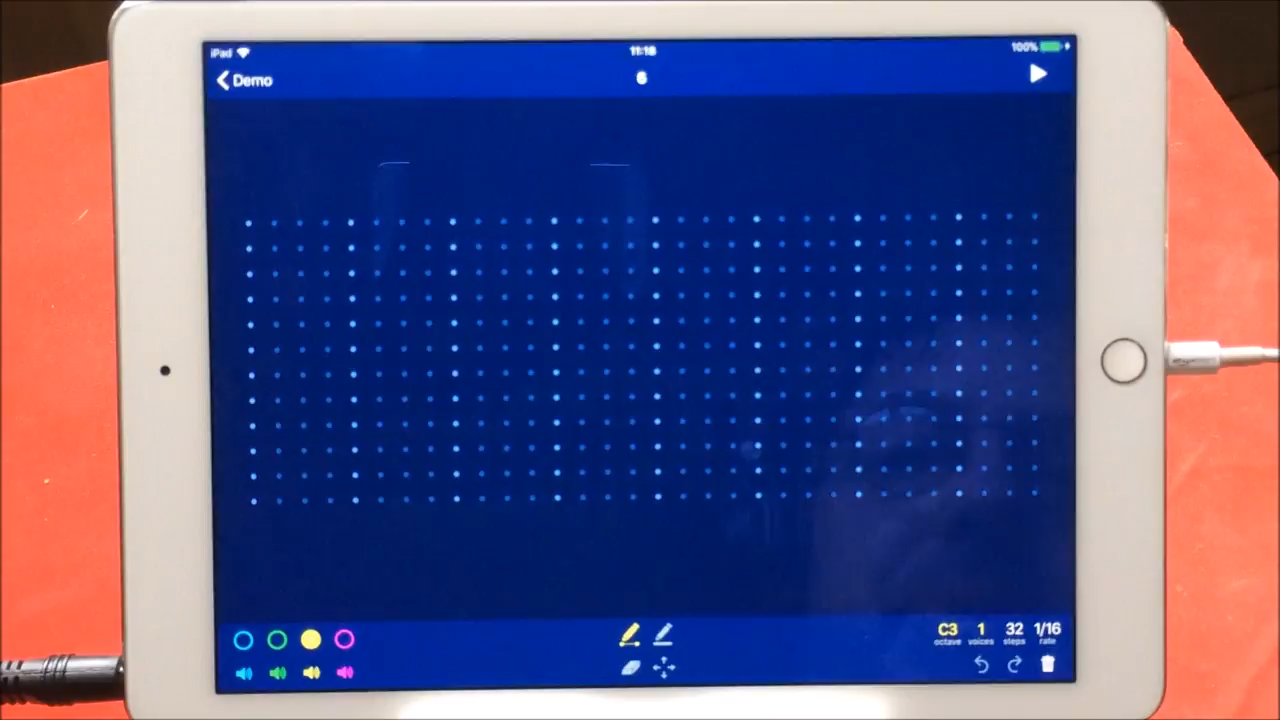 iPad 11:18 100%
Demo 6
C3 1 32 1/16
octave voices steps rate